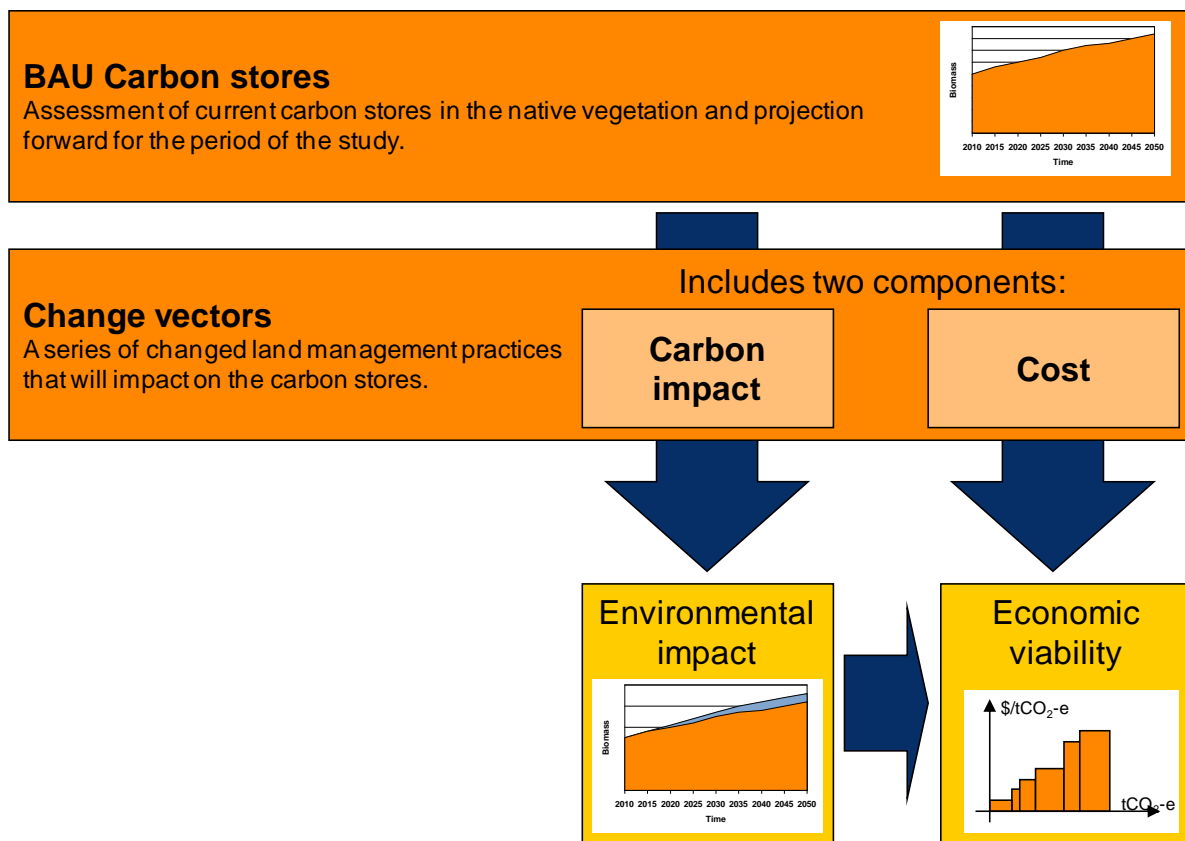 BAU Carbon stores
Assessment of current carbon stores in the native vegetation and projection
forward for the period of the study.
Biomass
2010 2015 2020 2025 2030 2035 2040 2045 2050
Time
Includes two components:
Change vectors
A series of changed land management practices
that will impact on the carbon stores.
Carbon
impact
Cost
Environmental
impact
Biomass
2010 2015 2020 2025 2030 2035 2040 2045 2050
Time
Economic
viability
$/tCO₂-e
tCO₂-e